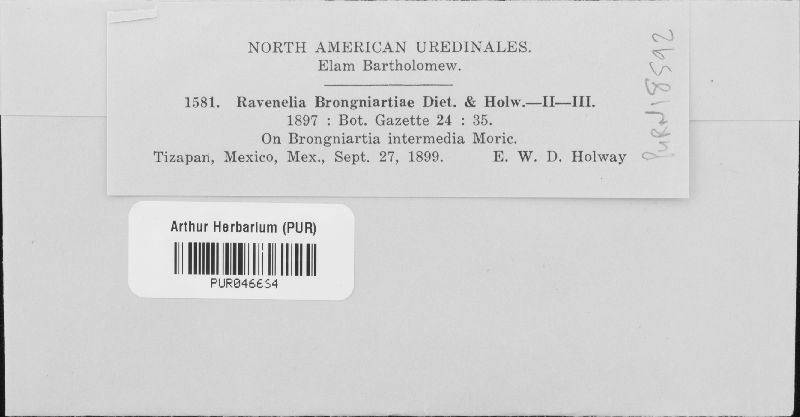 NORTH AMERICAN UREDINALES.
Elam Bartholomew.
1581. Ravenelia Brongniartiae Diet. & Holw.—II—III.
1897 : Bot. Gazette 24 : 35.
On Brongniartia intermedia Moric.
Tizapan, Mexico, Mex., Sept. 27, 1899. E. W. D. Holway
PURN18592
Arthur Herbarium (PUR)
PUR046654